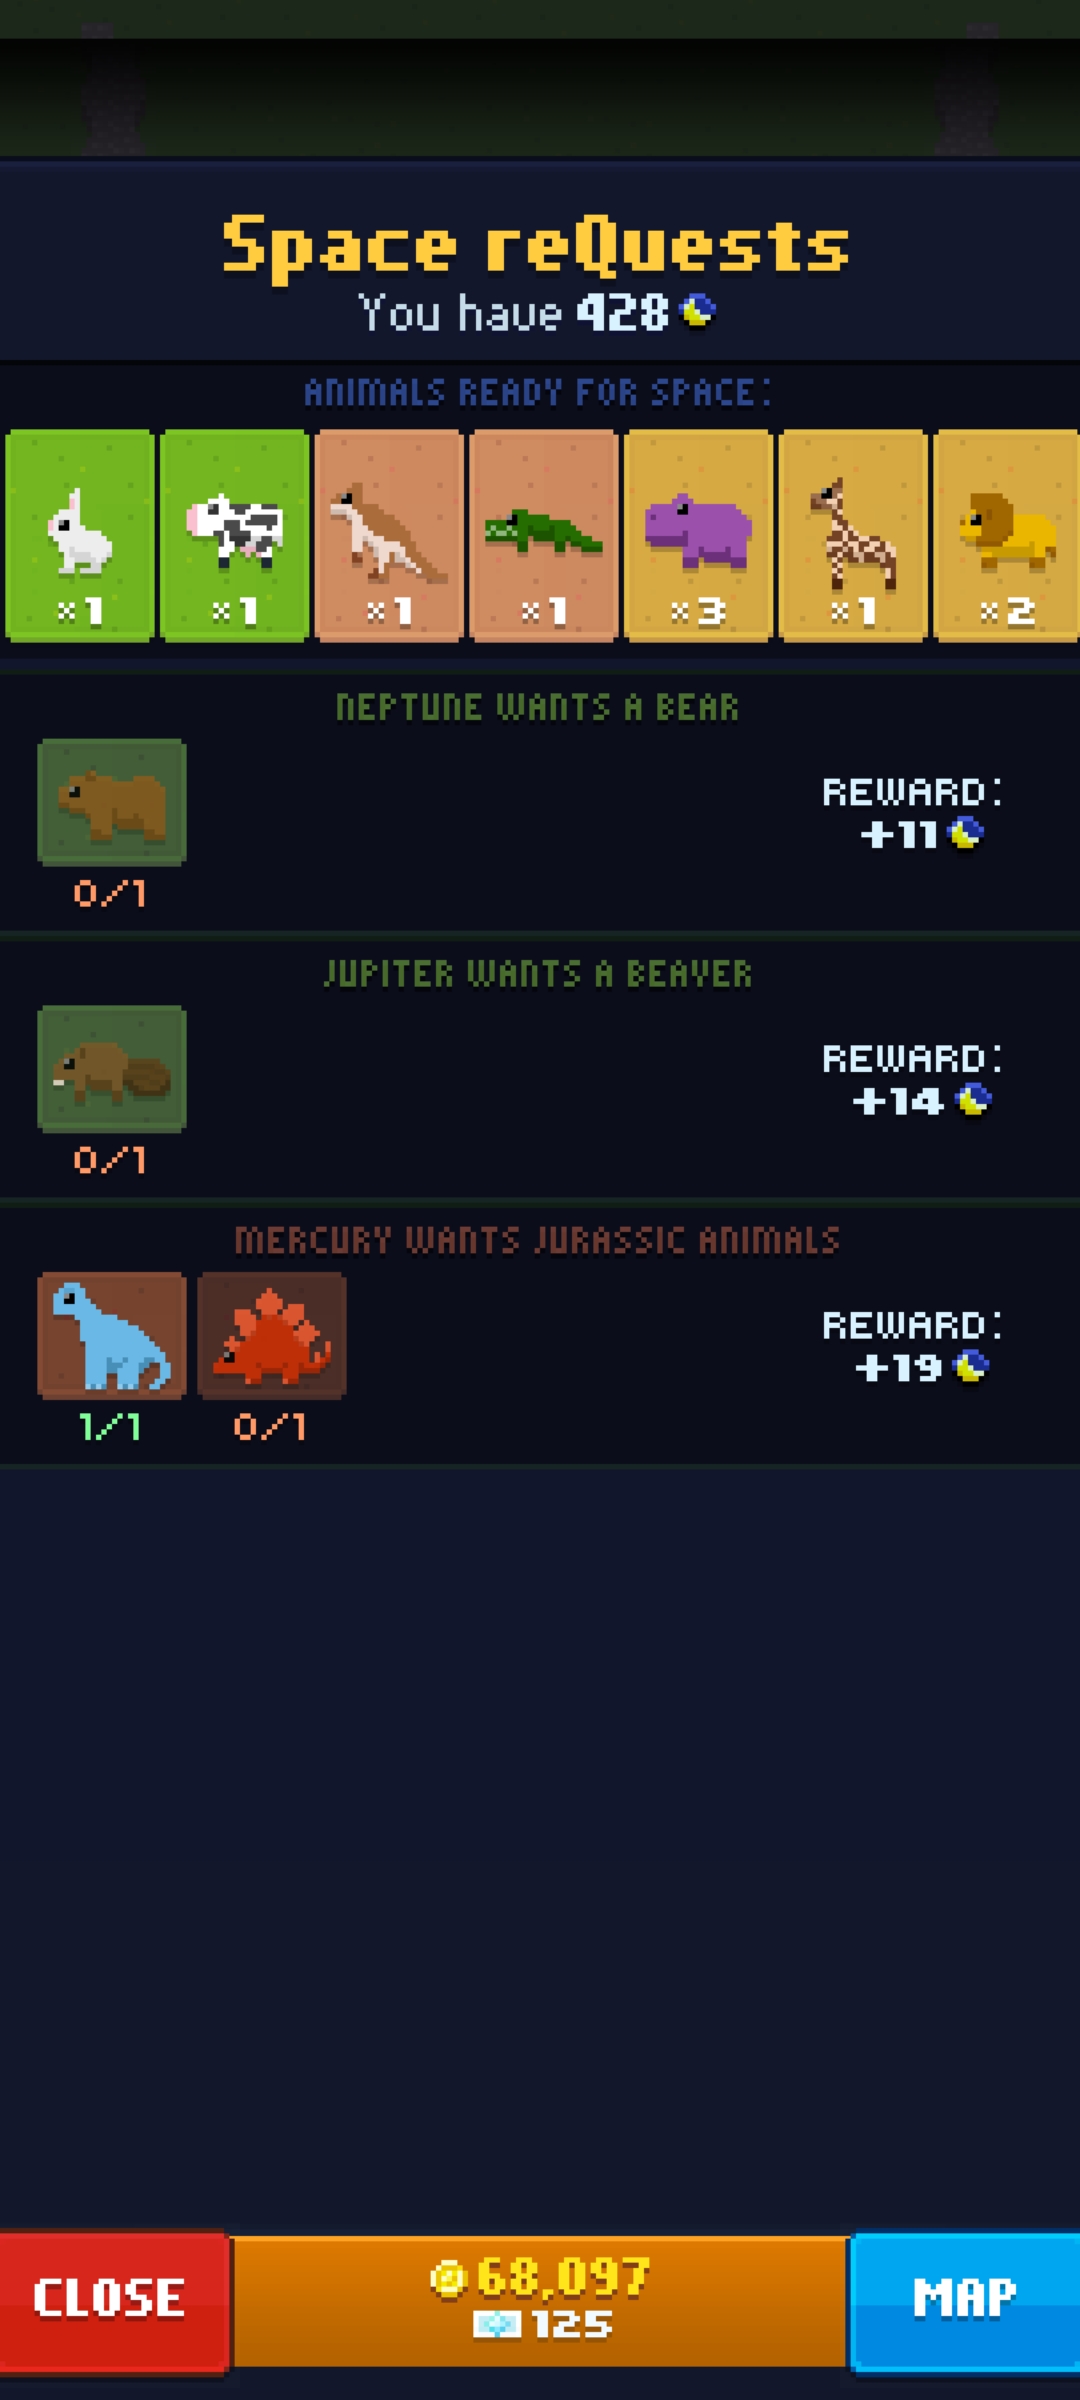 Space reQuests
You have 428
ANIMALS READY FOR SPACE:
×1 ×1 ×1 ×1 ×3 ×1 ×2
NEPTUNE WANTS A BEAR
REWARD:
+11
0/1
JUPITER WANTS A BEAVER
REWARD:
+14
0/1
MERCURY WANTS JURASSIC ANIMALS
REWARD:
+19
1/1 0/1
CLOSE
68,097
125
MAP